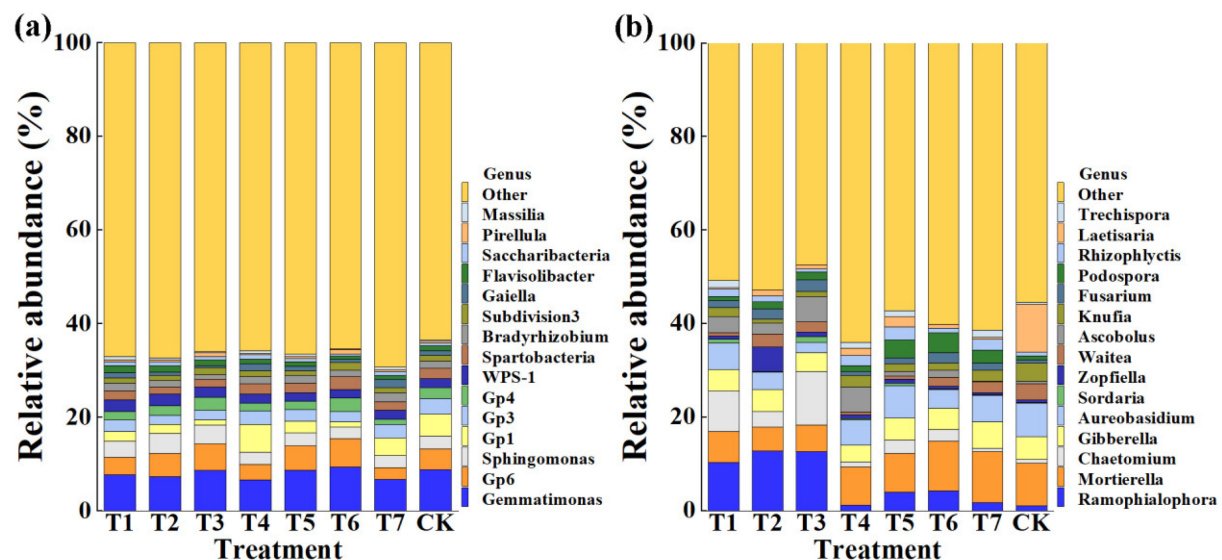 (a)
Relative abundance (%)
100
80
60
40
20
0
T1 T2 T3 T4 T5 T6 T7 CK
Treatment
Genus
Other
Massilia
Pirellula
Saccharibacteria
Flavisolibacter
Gaiella
Subdivision3
Bradyrhizobium
Spartobacteria
WPS-1
Gp4
Gp3
Gp1
Sphingomonas
Gp6
Gemmatimonas
(b)
Relative abundance (%)
100
80
60
40
20
0
T1 T2 T3 T4 T5 T6 T7 CK
Treatment
Genus
Other
Trechispora
Laetisaria
Rhizophlyctis
Podospora
Fusarium
Knufia
Ascobolus
Waitea
Zopfiella
Sordaria
Aureobasidium
Gibberella
Chaetomium
Mortierella
Ramophialophora